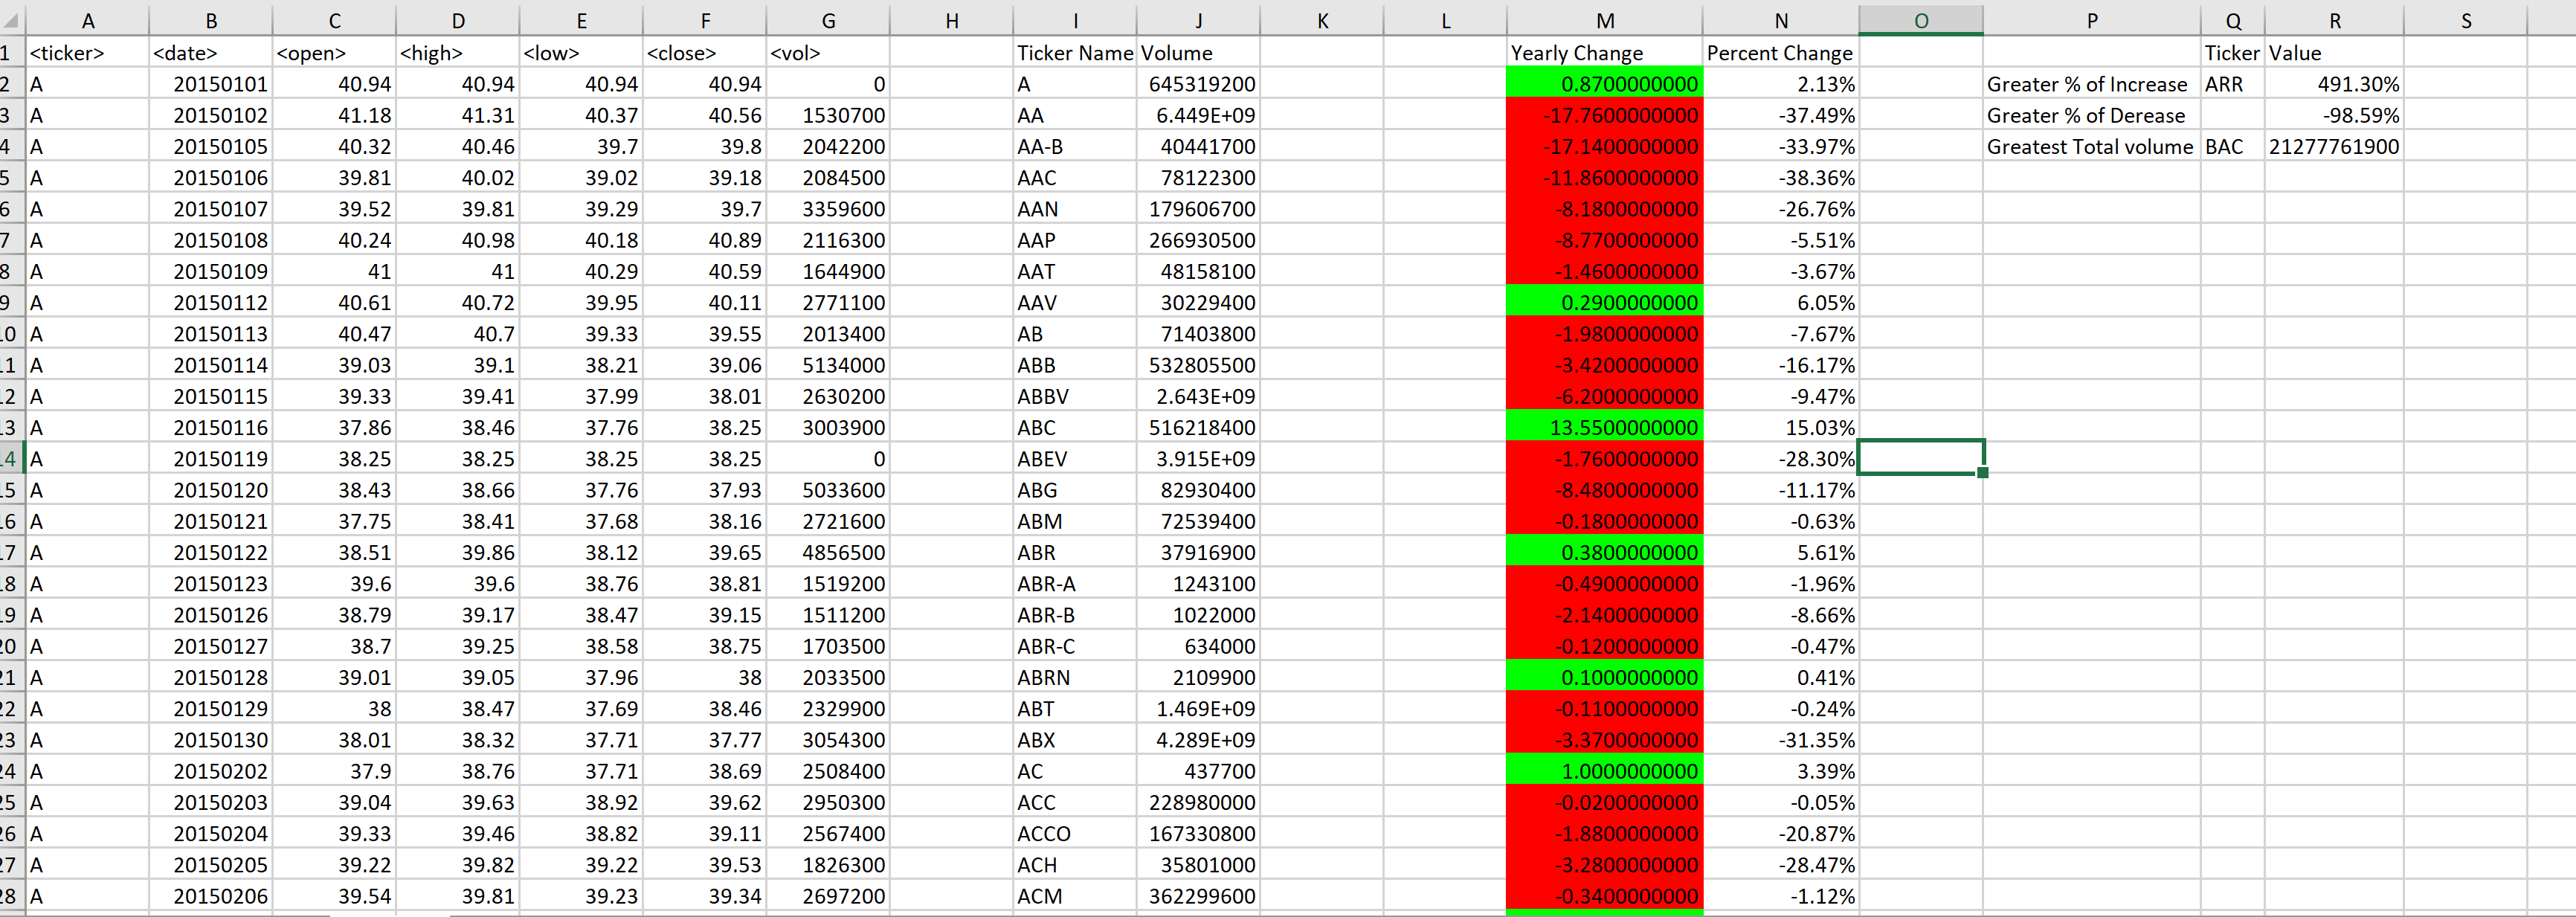 A B C D E F G H I J K L M N O P Q R S
1 <ticker> <date> <open> <high> <low> <close> <vol> Ticker Name Volume Yearly Change Percent Change Ticker Value
2 A 20150101 40.94 40.94 40.94 40.94 0 A 645319200 0.8700000000 2.13% Greater % of Increase ARR 491.30%
3 A 20150102 41.18 41.31 40.37 40.56 1530700 AA 6.449E+09 -17.7600000000 -37.49% Greater % of Derease -98.59%
4 A 20150105 40.32 40.46 39.7 39.8 2042200 AA-B 40441700 -17.1400000000 -33.97% Greatest Total volume BAC 21277761900
5 A 20150106 39.81 40.02 39.02 39.18 2084500 AAC 78122300 -11.8600000000 -38.36%
6 A 20150107 39.52 39.81 39.29 39.7 3359600 AAN 179606700 -8.1800000000 -26.76%
7 A 20150108 40.24 40.98 40.18 40.89 2116300 AAP 266930500 -8.7700000000 -5.51%
8 A 20150109 41 41 40.29 40.59 1644900 AAT 48158100 -1.4600000000 -3.67%
9 A 20150112 40.61 40.72 39.95 40.11 2771100 AAV 30229400 0.2900000000 6.05%
10 A 20150113 40.47 40.7 39.33 39.55 2013400 AB 71403800 -1.9800000000 -7.67%
11 A 20150114 39.03 39.1 38.21 39.06 5134000 ABB 532805500 -3.4200000000 -16.17%
12 A 20150115 39.33 39.41 37.99 38.01 2630200 ABBV 2.643E+09 -6.2000000000 -9.47%
13 A 20150116 37.86 38.46 37.76 38.25 3003900 ABC 516218400 13.5500000000 15.03%
14 A 20150119 38.25 38.25 38.25 38.25 0 ABEV 3.915E+09 -1.7600000000 -28.30%
15 A 20150120 38.43 38.66 37.76 37.93 5033600 ABG 82930400 -8.4800000000 -11.17%
16 A 20150121 37.75 38.41 37.68 38.16 2721600 ABM 72539400 -0.1800000000 -0.63%
17 A 20150122 38.51 39.86 38.12 39.65 4856500 ABR 37916900 0.3800000000 5.61%
18 A 20150123 39.6 39.6 38.76 38.81 1519200 ABR-A 1243100 -0.4900000000 -1.96%
19 A 20150126 38.79 39.17 38.47 39.15 1511200 ABR-B 1022000 -2.1400000000 -8.66%
20 A 20150127 38.7 39.25 38.58 38.75 1703500 ABR-C 634000 -0.1200000000 -0.47%
21 A 20150128 39.01 39.05 37.96 38 2033500 ABRN 2109900 0.1000000000 0.41%
22 A 20150129 38 38.47 37.69 38.46 2329900 ABT 1.469E+09 -0.1100000000 -0.24%
23 A 20150130 38.01 38.32 37.71 37.77 3054300 ABX 4.289E+09 -3.3700000000 -31.35%
24 A 20150202 37.9 38.76 37.71 38.69 2508400 AC 437700 1.0000000000 3.39%
25 A 20150203 39.04 39.63 38.92 39.62 2950300 ACC 228980000 -0.0200000000 -0.05%
26 A 20150204 39.33 39.46 38.82 39.11 2567400 ACCO 167330800 -1.8800000000 -20.87%
27 A 20150205 39.22 39.82 39.22 39.53 1826300 ACH 35801000 -3.2800000000 -28.47%
28 A 20150206 39.54 39.81 39.23 39.34 2697200 ACM 362299600 -0.3400000000 -1.12%